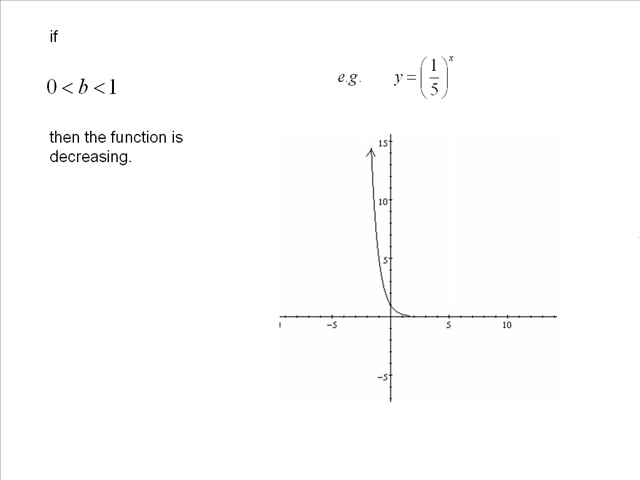 if
0 < b < 1
then the function is
decreasing.
e.g. y = (1/5)^x
15
10
5
-5
5
10
-5